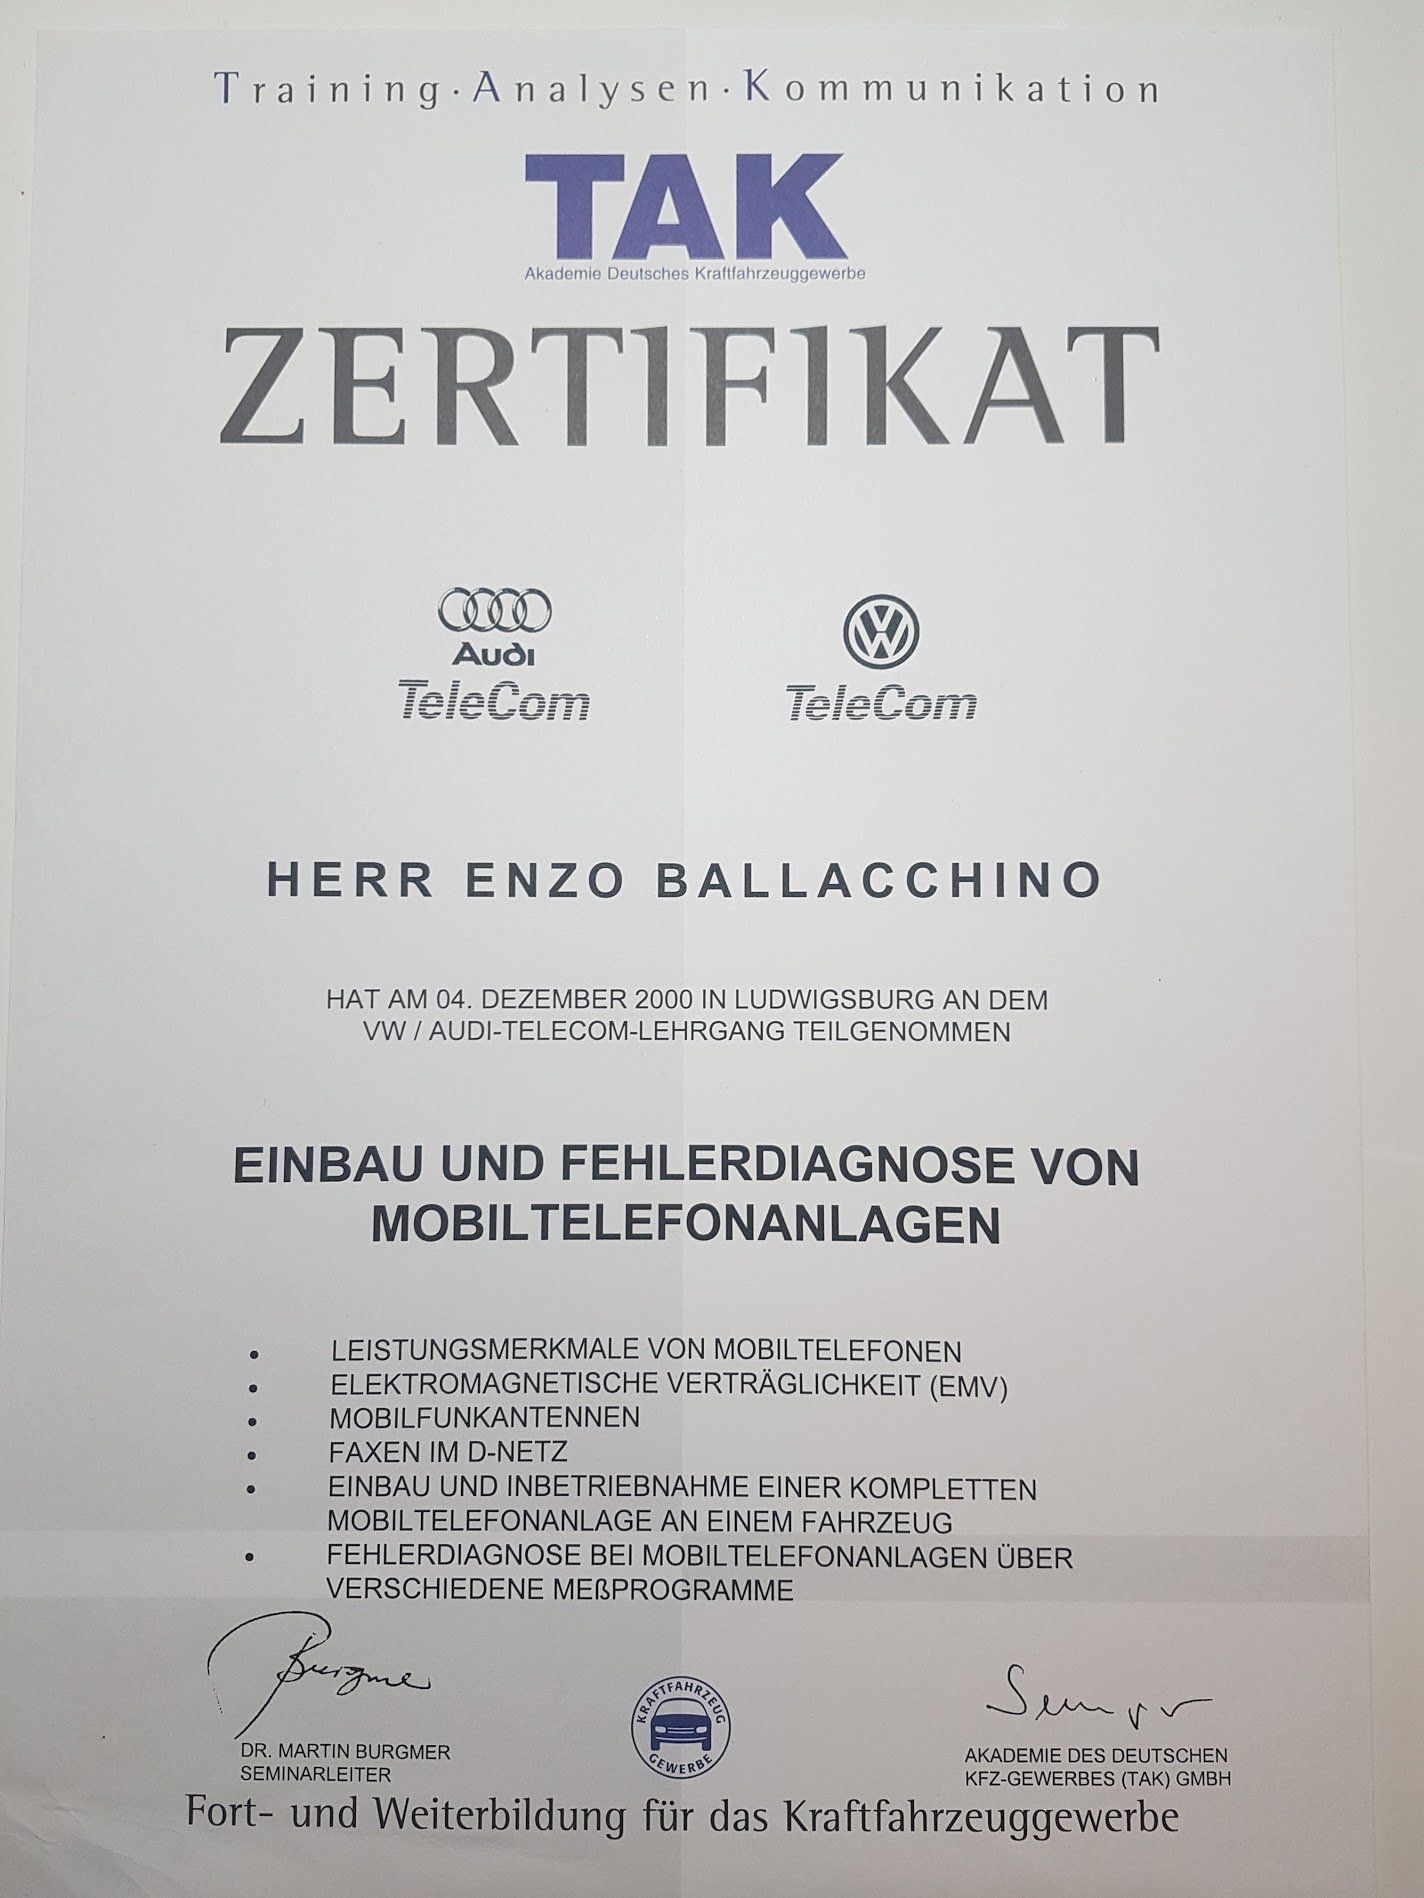 Training · Analysen · Kommunikation
TAK
Akademie Deutsches Kraftfahrzeuggewerbe
ZERTIFIKAT
Audi
TeleCom
VW
TeleCom
HERR ENZO BALLACCHINO
HAT AM 04. DEZEMBER 2000 IN LUDWIGSBURG AN DEM
VW / AUDI-TELECOM-LEHRGANG TEILGENOMMEN
EINBAU UND FEHLERDIAGNOSE VON
MOBILTELEFONANLAGEN
• LEISTUNGSMERKMALE VON MOBILTELEFONEN
• ELEKTROMAGNETISCHE VERTRÄGLICHKEIT (EMV)
• MOBILFUNKANTENNEN
• FAXEN IM D-NETZ
• EINBAU UND INBETRIEBNAHME EINER KOMPLETTEN
MOBILTELEFONANLAGE AN EINEM FAHRZEUG
• FEHLERDIAGNOSE BEI MOBILTELEFONANLAGEN ÜBER
VERSCHIEDENE MEßPROGRAMME
Burgme
DR. MARTIN BURGMER
SEMINARLEITER
KRAFTFAHRZEUG
GEWERBE
AKADEMIE DES DEUTSCHEN
KFZ-GEWERBES (TAK) GMBH
Fort- und Weiterbildung für das Kraftfahrzeuggewerbe